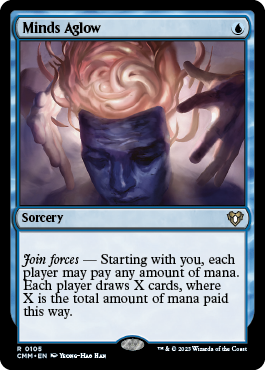 Minds Aglow
Sorcery
Join forces — Starting with you, each
player may pay any amount of mana.
Each player draws X cards, where
X is the total amount of mana paid
this way.
R 0105
CMM • EN Yeong-Hao Han
™ & © 2023 Wizards of the Coast